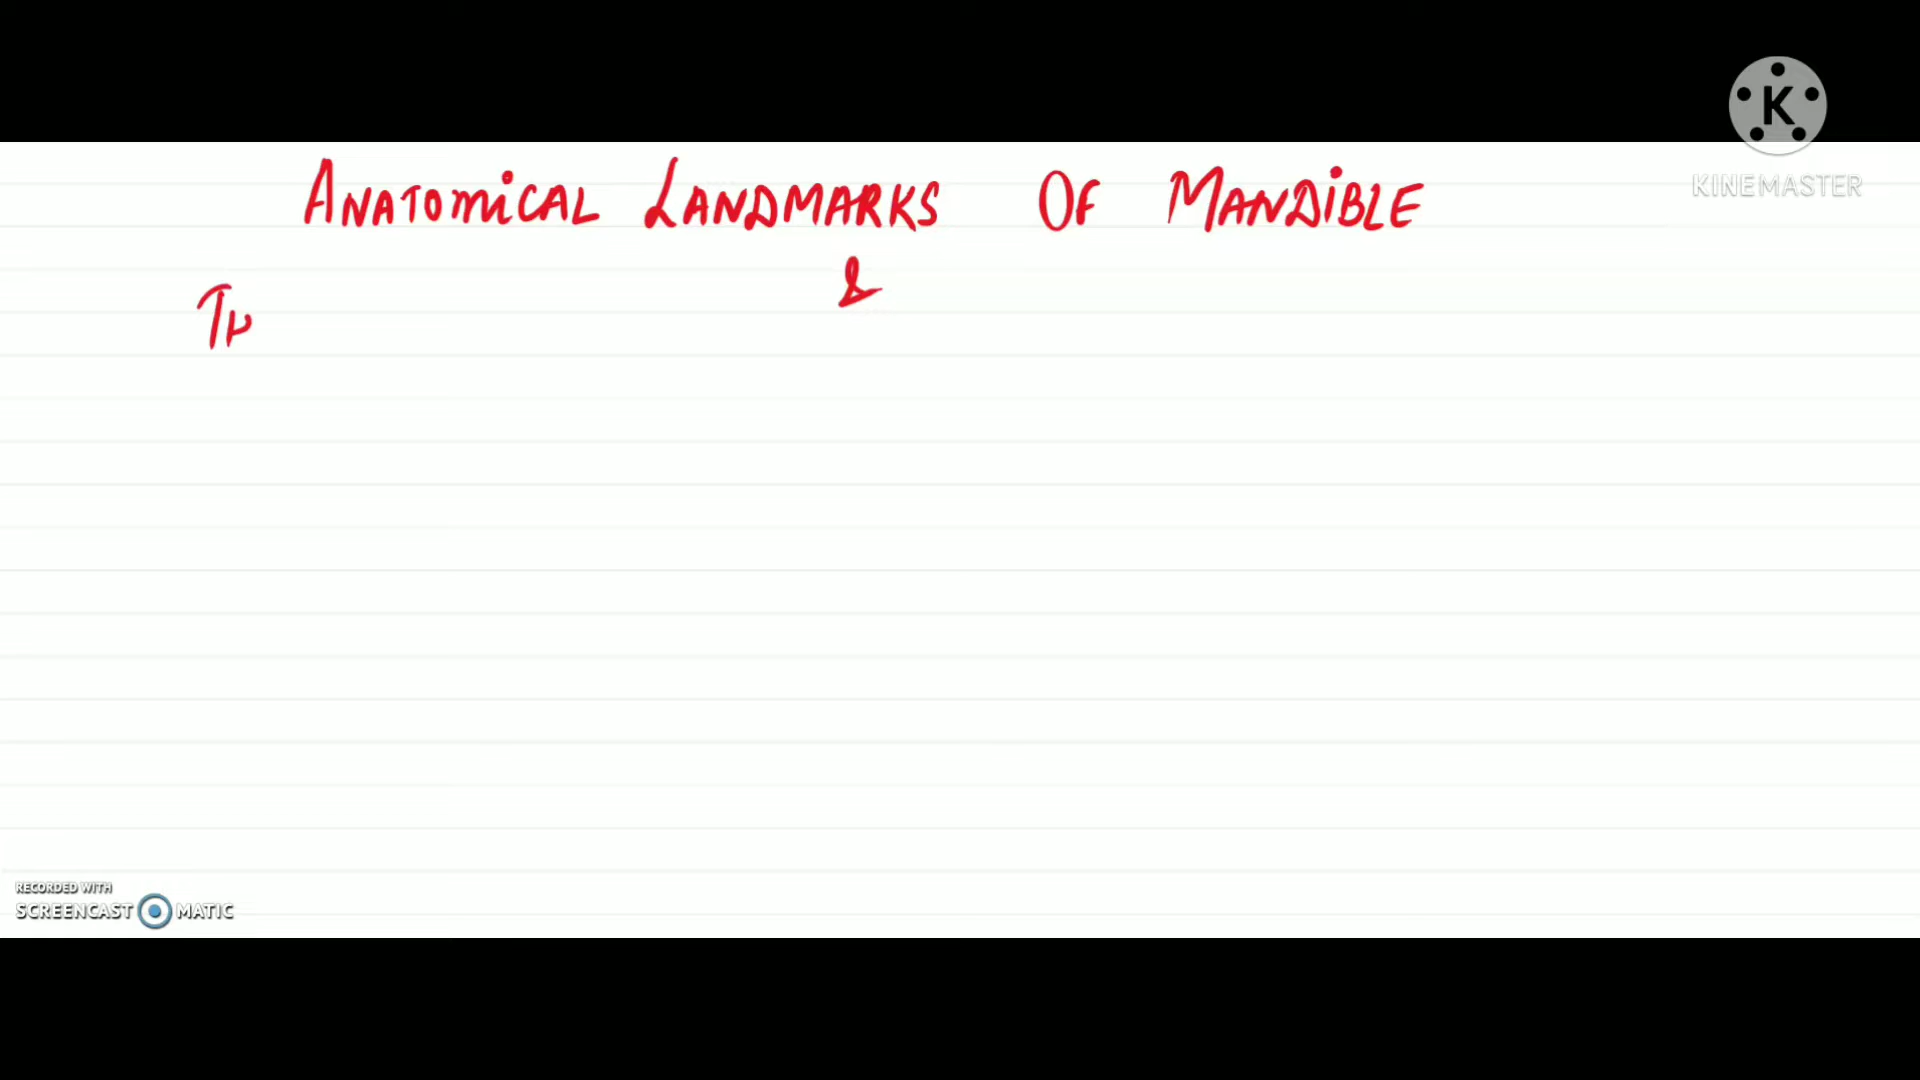 K
KINEMASTER
ANATOMiCAL LANDMARKS OF MANDiBLE
&
RECORDED WITH
SCREENCAST MATIC